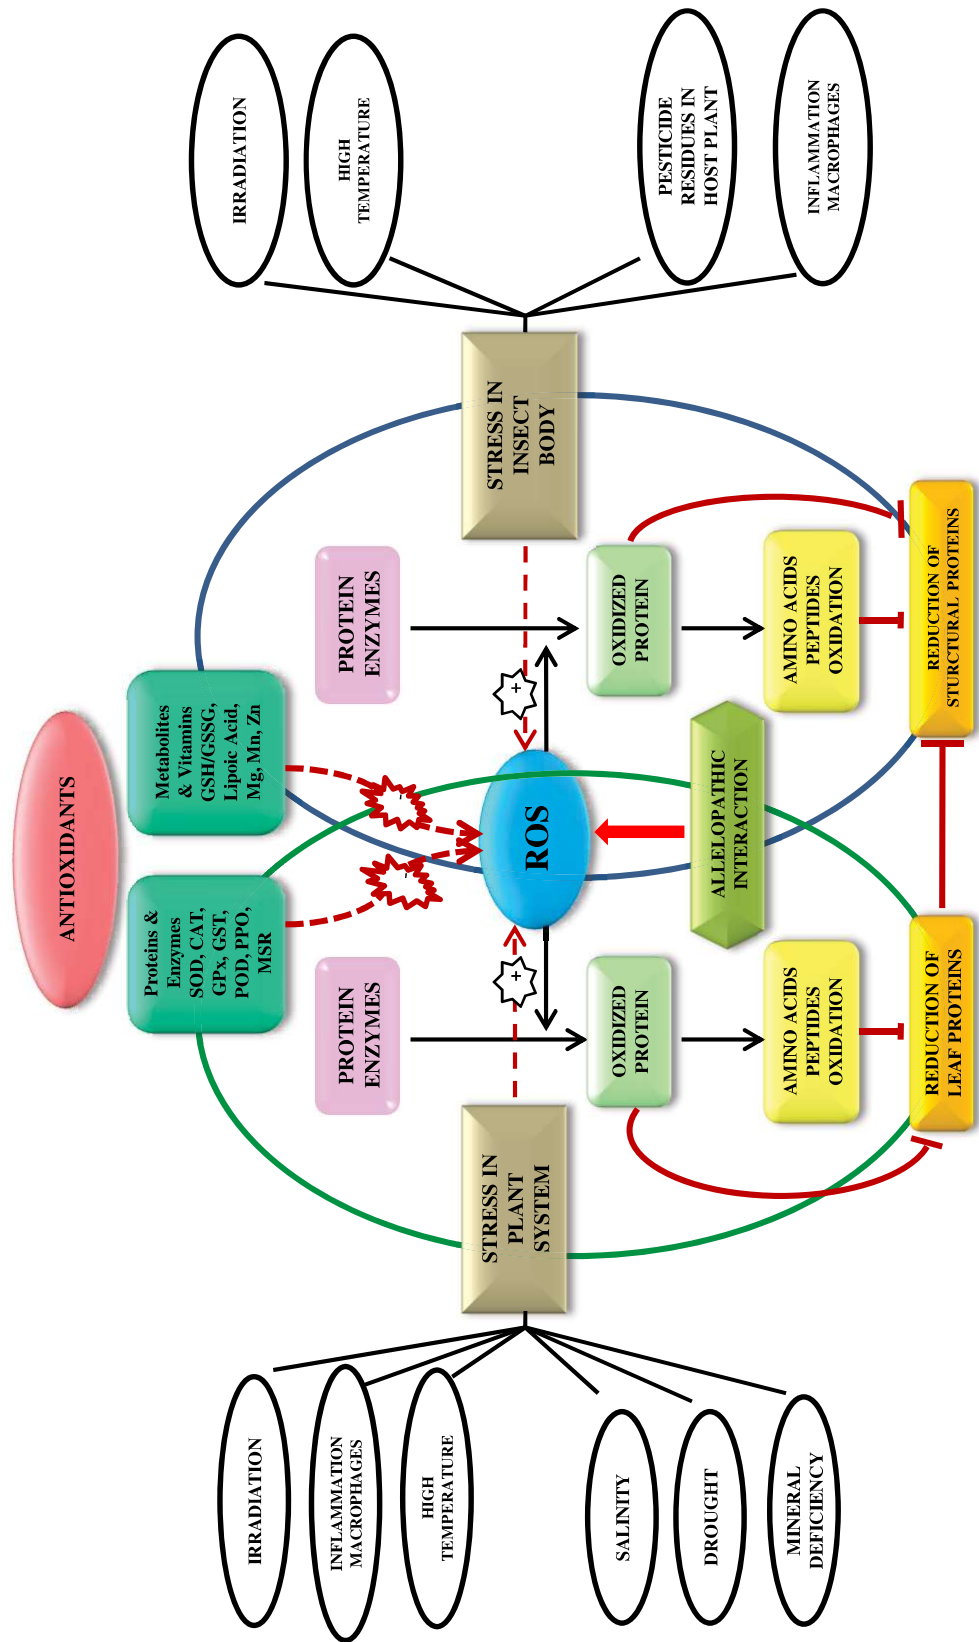 ANTIOXIDANTS
Proteins &
Enzymes
SOD, CAT,
GPx, GST,
POD, PPO,
MSR
Metabolites
& Vitamins
GSH/GSSG,
Lipoic Acid,
Mg, Mn, Zn
IRRADIATION
INFLAMMATION
MACROPHAGES
HIGH
TEMPERATURE
SALINITY
DROUGHT
MINERAL
DEFICIENCY
STRESS IN
PLANT
SYSTEM
PROTEIN
ENZYMES
+
OXIDIZED
PROTEIN
AMINO ACIDS
PEPTIDES
OXIDATION
REDUCTION OF
LEAF PROTEINS
-
-
ROS
ALLELOPATHIC
INTERACTION
PROTEIN
ENZYMES
+
OXIDIZED
PROTEIN
AMINO ACIDS
PEPTIDES
OXIDATION
REDUCTION OF
STURCTURAL PROTEINS
STRESS IN
INSECT
BODY
IRRADIATION
HIGH
TEMPERATURE
PESTICIDE
RESIDUES IN
HOST PLANT
INFLAMMATION
MACROPHAGES